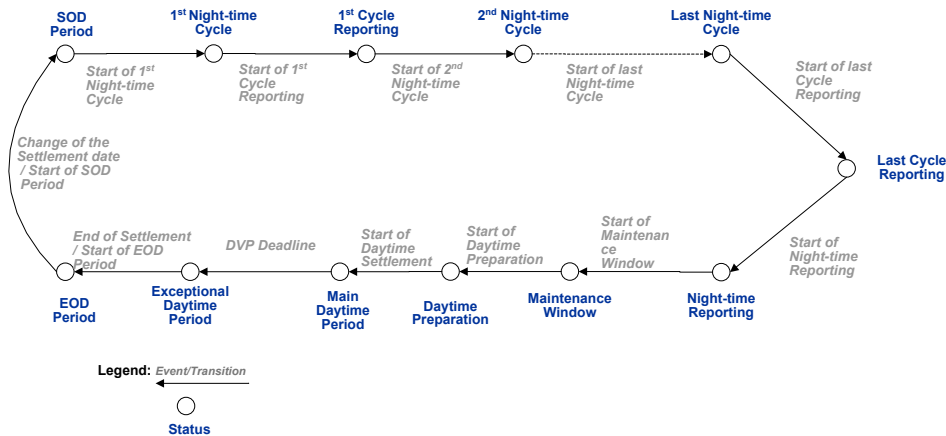 SOD
Period
1st Night-time
Cycle
1st Cycle
Reporting
2nd Night-time
Cycle
Last Night-time
Cycle
Start of 1st
Night-time
Cycle
Start of 1st
Cycle
Reporting
Start of 2nd
Night-time
Cycle
Start of last
Night-time
Cycle
Start of last
Cycle
Reporting
Change of the
Settlement date
/ Start of SOD
Period
Last Cycle
Reporting
End of Settlement
/ Start of EOD
Period
DVP Deadline
Start of
Daytime
Settlement
Start of
Daytime
Preparation
Start of
Maintenan
ce
Window
Start of
Night-time
Reporting
EOD
Period
Exceptional
Daytime
Period
Main
Daytime
Period
Daytime
Preparation
Maintenance
Window
Night-time
Reporting
Legend: Event/Transition
Status